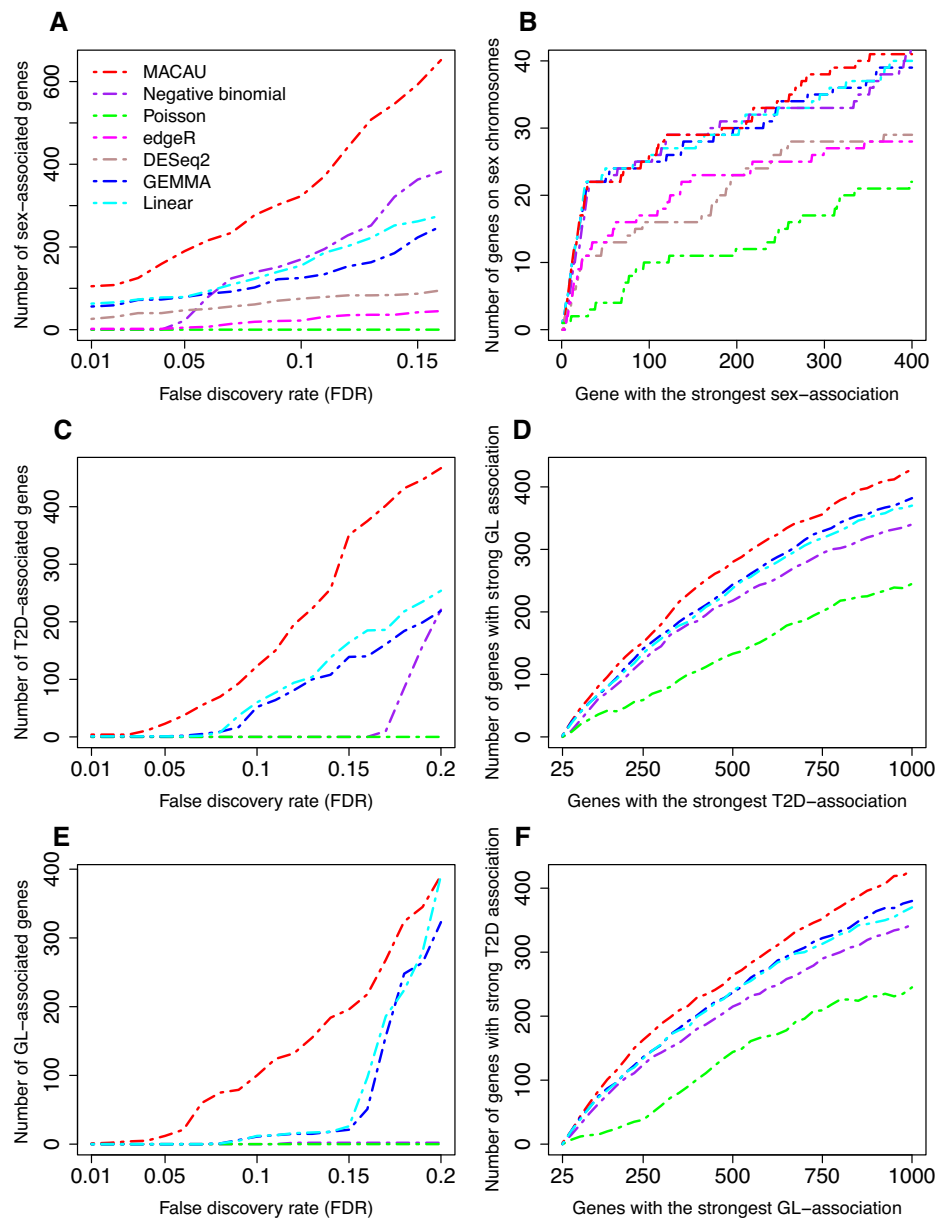 A
Number of sex−associated genes
0
200
400
600
MACAU
Negative binomial
Poisson
edgeR
DESeq2
GEMMA
Linear
0.01
0.05
0.1
0.15
False discovery rate (FDR)
B
Number of genes on sex chromosomes
0
10
20
30
40
0
100
200
300
400
Gene with the strongest sex−association
C
Number of T2D−associated genes
0
100
200
300
400
0.01
0.05
0.1
0.15
0.2
False discovery rate (FDR)
D
Number of genes with strong GL association
0
100
200
300
400
25
250
500
750
1000
Genes with the strongest T2D−association
E
Number of GL−associated genes
0
100
200
300
400
0.01
0.05
0.1
0.15
0.2
False discovery rate (FDR)
F
Number of genes with strong T2D association
0
100
200
300
400
25
250
500
750
1000
Genes with the strongest GL−association